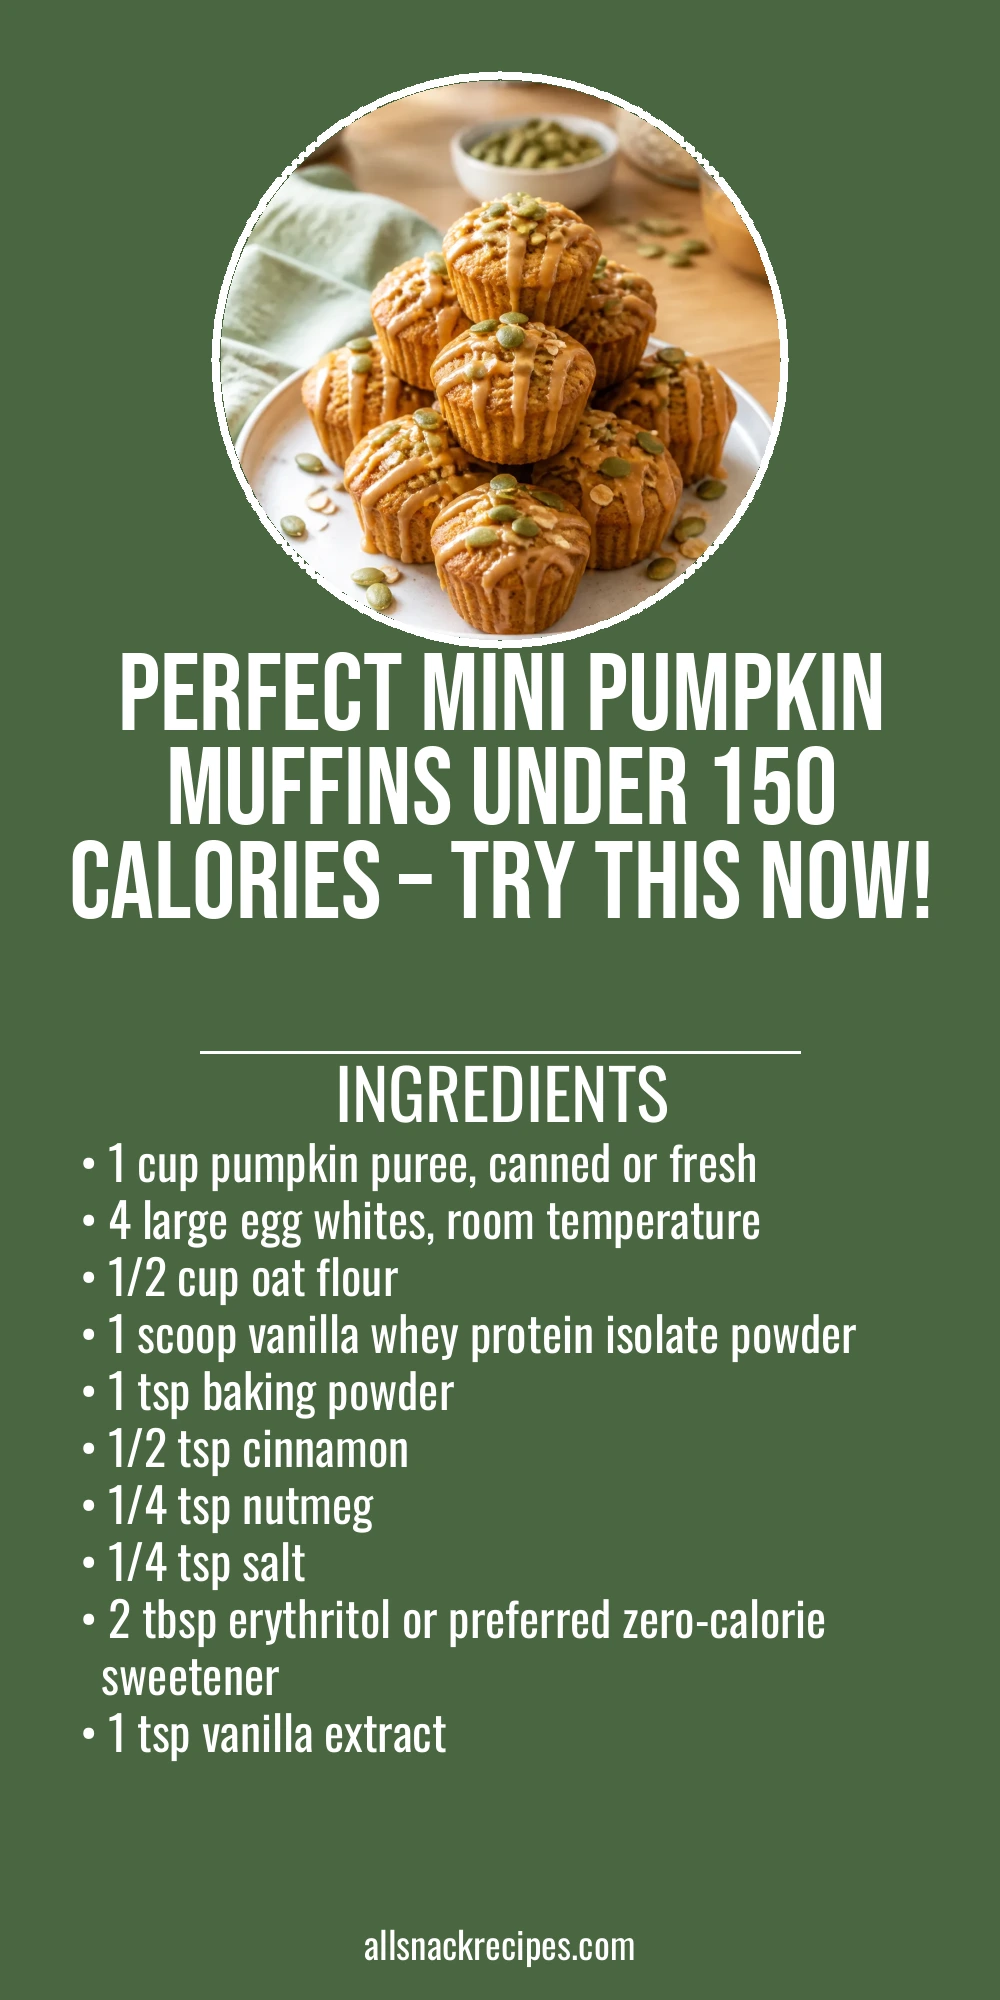 PERFECT MINI PUMPKIN
MUFFINS UNDER 150
CALORIES – TRY THIS NOW!
INGREDIENTS
• 1 cup pumpkin puree, canned or fresh
• 4 large egg whites, room temperature
• 1/2 cup oat flour
• 1 scoop vanilla whey protein isolate powder
• 1 tsp baking powder
• 1/2 tsp cinnamon
• 1/4 tsp nutmeg
• 1/4 tsp salt
• 2 tbsp erythritol or preferred zero-calorie
sweetener
• 1 tsp vanilla extract
allsnackrecipes.com